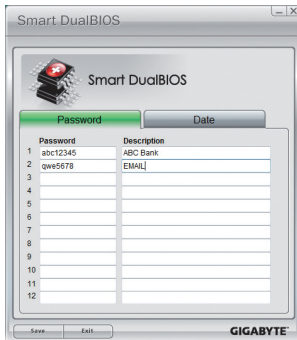 Smart DualBIOS
Smart DualBIOS
Password Date
Password Description
1 abc12345 ABC Bank
2 qwe5678 EMAIL
3
4
5
6
7
8
9
10
11
12
Save Exit GIGABYTE™